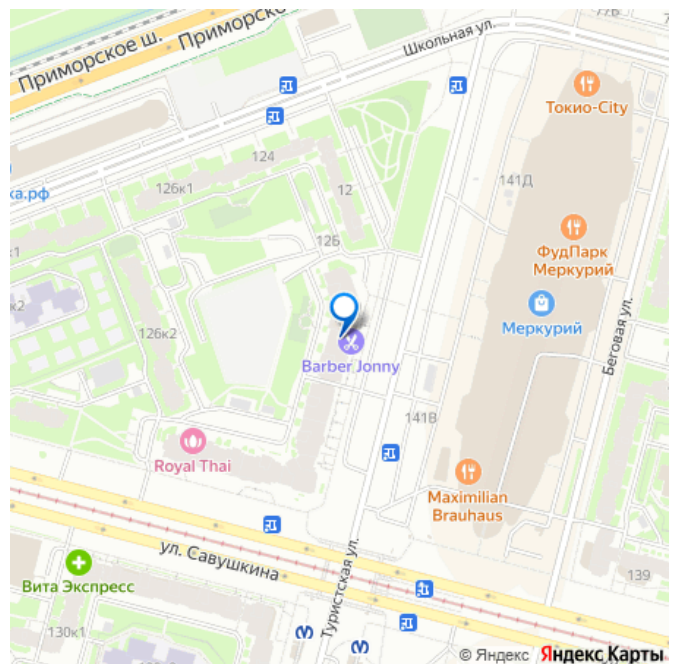 77В
Приморское ш.
Приморско
Школьная ул.
Токио-City
124
126к1
12
141Д
ка.рф
12Б
к1
ФудПарк
Меркурий
к2
Меркурий
126к2
Barber Jonny
Беговая ул.
141В
Royal Thai
Maximilian
Brauhaus
ул. Савушкина
Туристская ул.
Вита Экспресс
139
130к1
© Яндекс Яндекс Карты